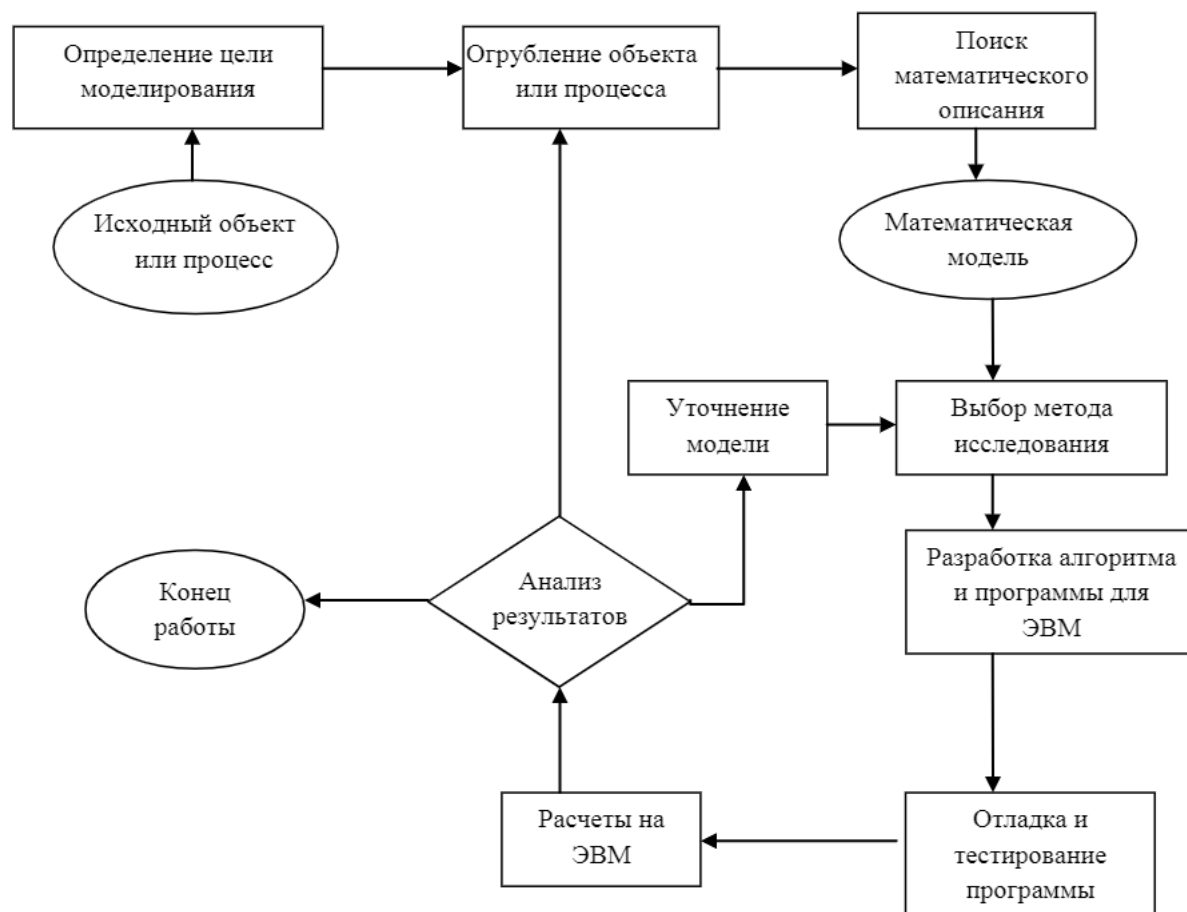 Определение цели
моделирования
Огрубление объекта
или процесса
Поиск
математического
описания
Исходный объект
или процесс
Математическая
модель
Уточнение
модели
Выбор метода
исследования
Конец
работы
Анализ
результатов
Разработка алгоритма
и программы для
ЭВМ
Расчеты на
ЭВМ
Отладка и
тестирование
программы